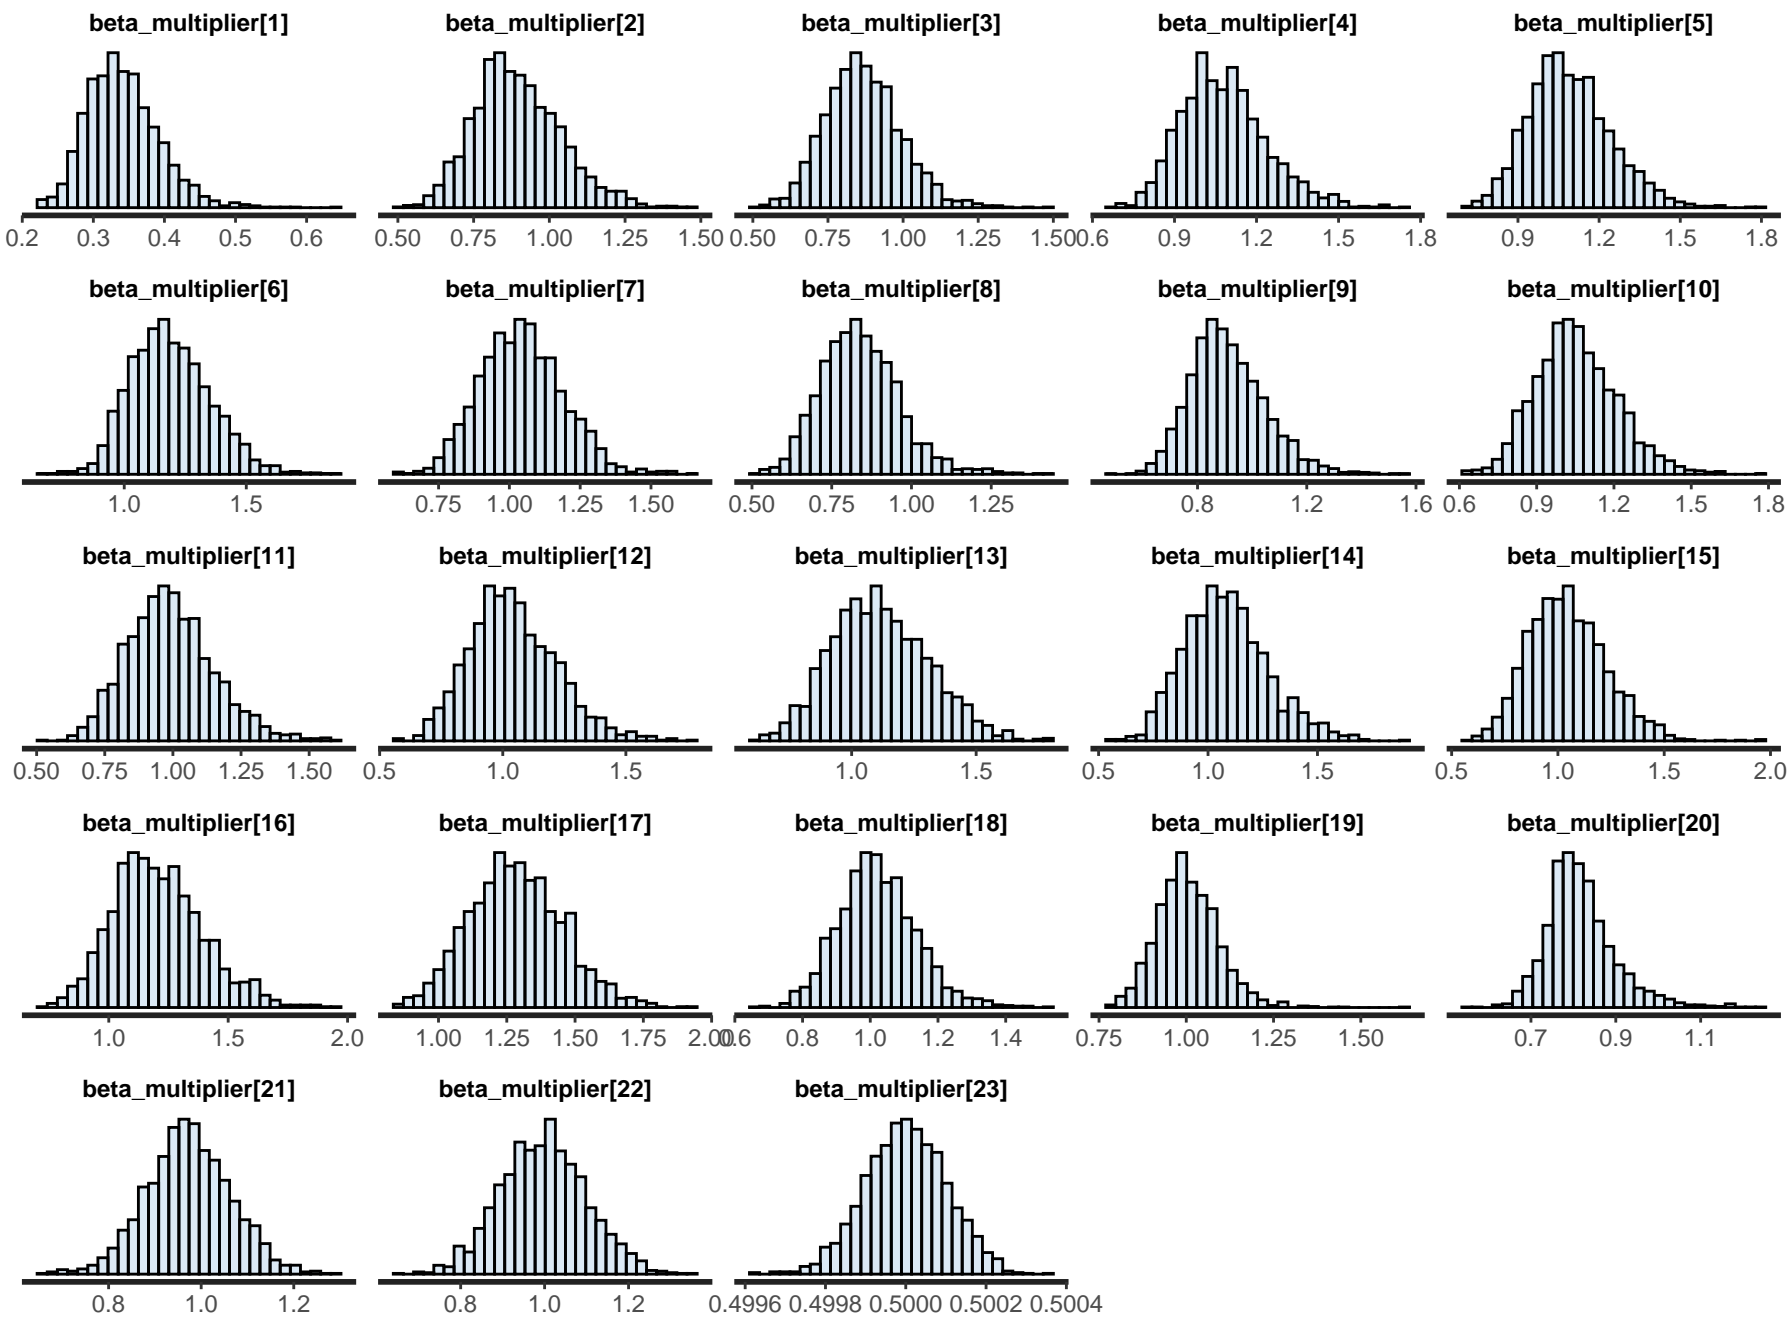 beta_multiplier[1] beta_multiplier[2] beta_multiplier[3] beta_multiplier[4] beta_multiplier[5]
0.2 0.3 0.4 0.5 0.6 0.50 0.75 1.00 1.25 1.50 0.50 0.75 1.00 1.25 1.50 0.6 0.9 1.2 1.5 1.8 0.9 1.2 1.5 1.8
beta_multiplier[6] beta_multiplier[7] beta_multiplier[8] beta_multiplier[9] beta_multiplier[10]
1.0 1.5 0.75 1.00 1.25 1.50 0.50 0.75 1.00 1.25 0.8 1.2 1.6 0.6 0.9 1.2 1.5 1.8
beta_multiplier[11] beta_multiplier[12] beta_multiplier[13] beta_multiplier[14] beta_multiplier[15]
0.50 0.75 1.00 1.25 1.50 0.5 1.0 1.5 1.0 1.5 0.5 1.0 1.5 0.5 1.0 1.5 2.0
beta_multiplier[16] beta_multiplier[17] beta_multiplier[18] beta_multiplier[19] beta_multiplier[20]
1.0 1.5 2.0 1.00 1.25 1.50 1.75 2.00 0.6 0.8 1.0 1.2 1.4 0.75 1.00 1.25 1.50 0.7 0.9 1.1
beta_multiplier[21] beta_multiplier[22] beta_multiplier[23]
0.8 1.0 1.2 0.8 1.0 1.2 0.4996 0.4998 0.5000 0.5002 0.5004